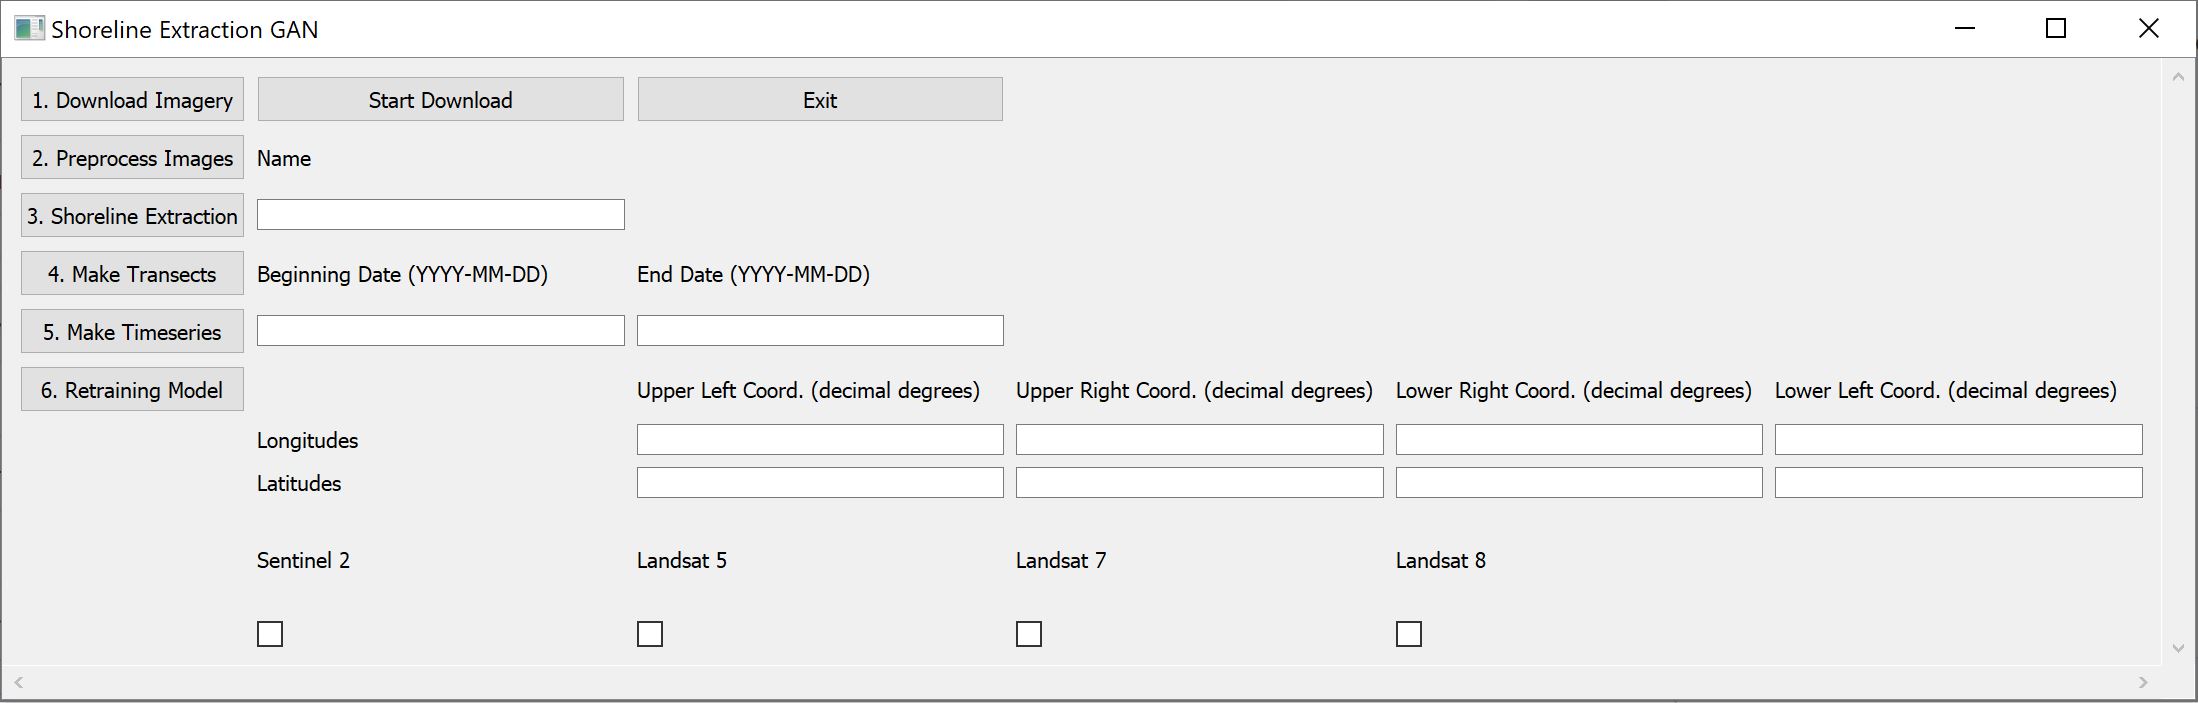 Shoreline Extraction GAN
1. Download Imagery Start Download Exit
2. Preprocess Images Name
3. Shoreline Extraction
4. Make Transects Beginning Date (YYYY-MM-DD) End Date (YYYY-MM-DD)
5. Make Timeseries
6. Retraining Model Upper Left Coord. (decimal degrees) Upper Right Coord. (decimal degrees) Lower Right Coord. (decimal degrees) Lower Left Coord. (decimal degrees)
Longitudes
Latitudes
Sentinel 2 Landsat 5 Landsat 7 Landsat 8